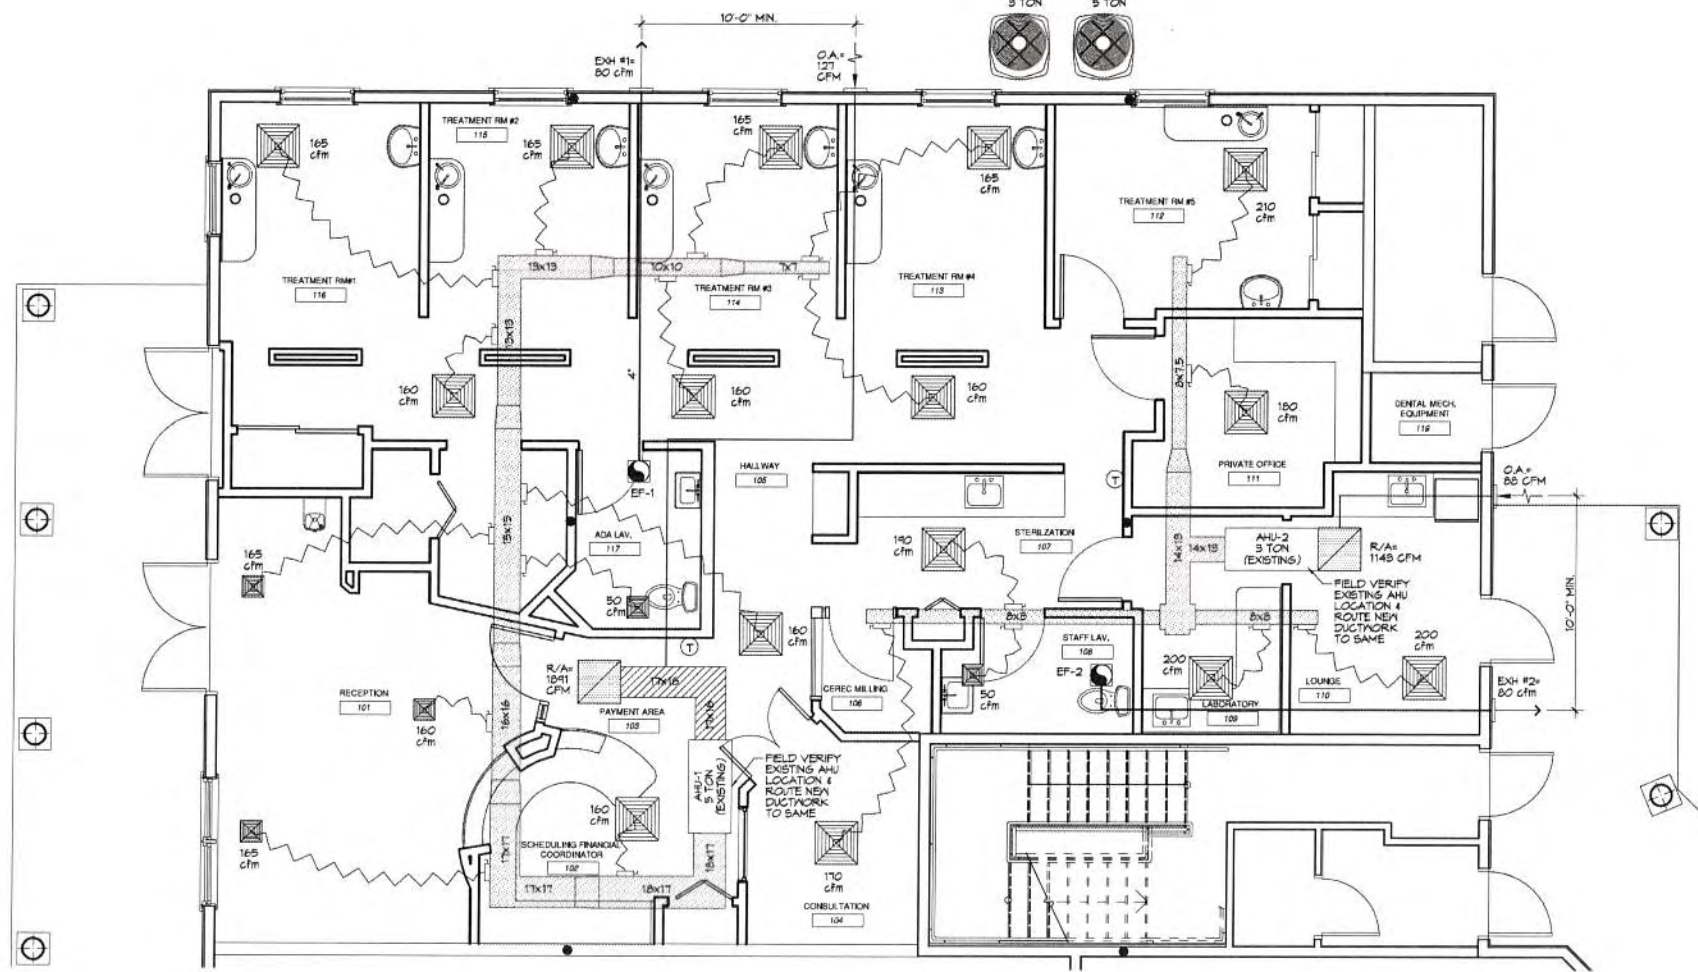 3 TON
5 TON
10'-0" MIN.
EXH #1=
80 cfm
O.A.=
127
CFM
TREATMENT RM #2
115
165
cfm
165
cfm
165
cfm
165
cfm
TREATMENT RM #5
112
210
cfm
TREATMENT RM#1
116
13x13
10x10
7x7
TREATMENT RM #3
114
TREATMENT RM #4
113
13x13
4"
8x7.5
160
cfm
160
cfm
160
cfm
180
cfm
DENTAL MECH.
EQUIPMENT
118
HALLWAY
105
PRIVATE OFFICE
111
T
EF-1
O.A.=
88 CFM
15x15
ADA LAV.
117
190
cfm
STERILZATION
107
14x13
14x13
AHU-2
3 TON
(EXISTING)
R/A=
1143 CFM
165
cfm
50
cfm
160
cfm
8x8
8x8
FIELD VERIFY
EXISTING AHU
LOCATION &
ROUTE NEW
DUCTWORK
TO SAME
10'-0" MIN.
T
STAFF LAV.
108
EF-2
200
cfm
200
cfm
R/A=
1891
CFM
17x18
RECEPTION
101
CEREC MILLING
106
50
cfm
LOUNGE
110
EXH #2=
80 cfm
160
cfm
16x16
PAYMENT AREA
103
LABORATORY
109
AHU-1
5 TON
(EXISTING)
FIELD VERIFY
EXISTING AHU
LOCATION &
ROUTE NEW
DUCTWORK
TO SAME
165
cfm
160
cfm
17x17
SCHEDULING FINANCIAL
COORDINATOR
102
18x17
17x17
18x17
170
cfm
CONSULTATION
104